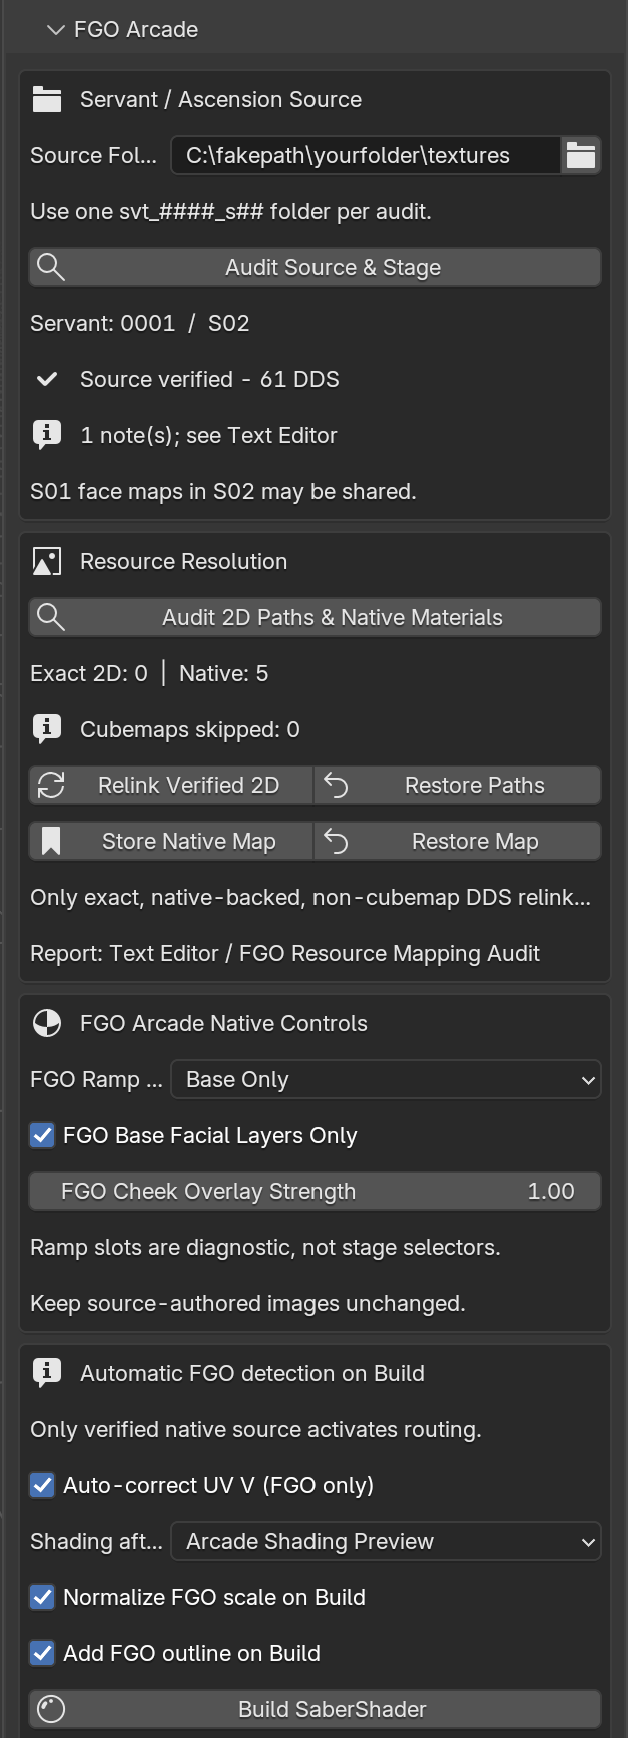 FGO Arcade
Servant / Ascension Source
Source Fol... C:\fakepath\yourfolder\textures
Use one svt_####_s## folder per audit.
Audit Source & Stage
Servant: 0001 / S02
Source verified - 61 DDS
1 note(s); see Text Editor
S01 face maps in S02 may be shared.
Resource Resolution
Audit 2D Paths & Native Materials
Exact 2D: 0 | Native: 5
Cubemaps skipped: 0
Relink Verified 2D Restore Paths
Store Native Map Restore Map
Only exact, native-backed, non-cubemap DDS relink...
Report: Text Editor / FGO Resource Mapping Audit
FGO Arcade Native Controls
FGO Ramp ... Base Only
FGO Base Facial Layers Only
FGO Cheek Overlay Strength 1.00
Ramp slots are diagnostic, not stage selectors.
Keep source-authored images unchanged.
Automatic FGO detection on Build
Only verified native source activates routing.
Auto-correct UV V (FGO only)
Shading aft... Arcade Shading Preview
Normalize FGO scale on Build
Add FGO outline on Build
Build SaberShader